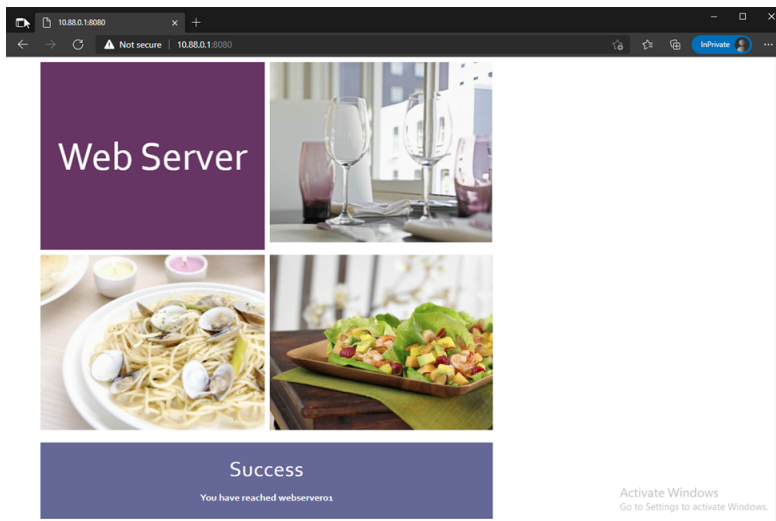 10.88.0.1:8080
Not secure
10.88.0.1:8080
InPrivate
Web Server
Success
You have reached webserver01
Activate Windows
Go to Settings to activate Windows.